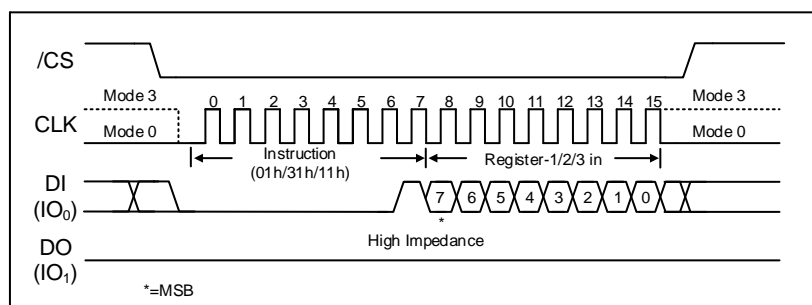 /CS
Mode 3 0 1 2 3 4 5 6 7 8 9 10 11 12 13 14 15 Mode 3
CLK
Mode 0 Mode 0
Instruction Register-1/2/3 in
(01h/31h/11h)
DI
(IO0) 7 6 5 4 3 2 1 0
*
High Impedance
DO
(IO1)
*=MSB